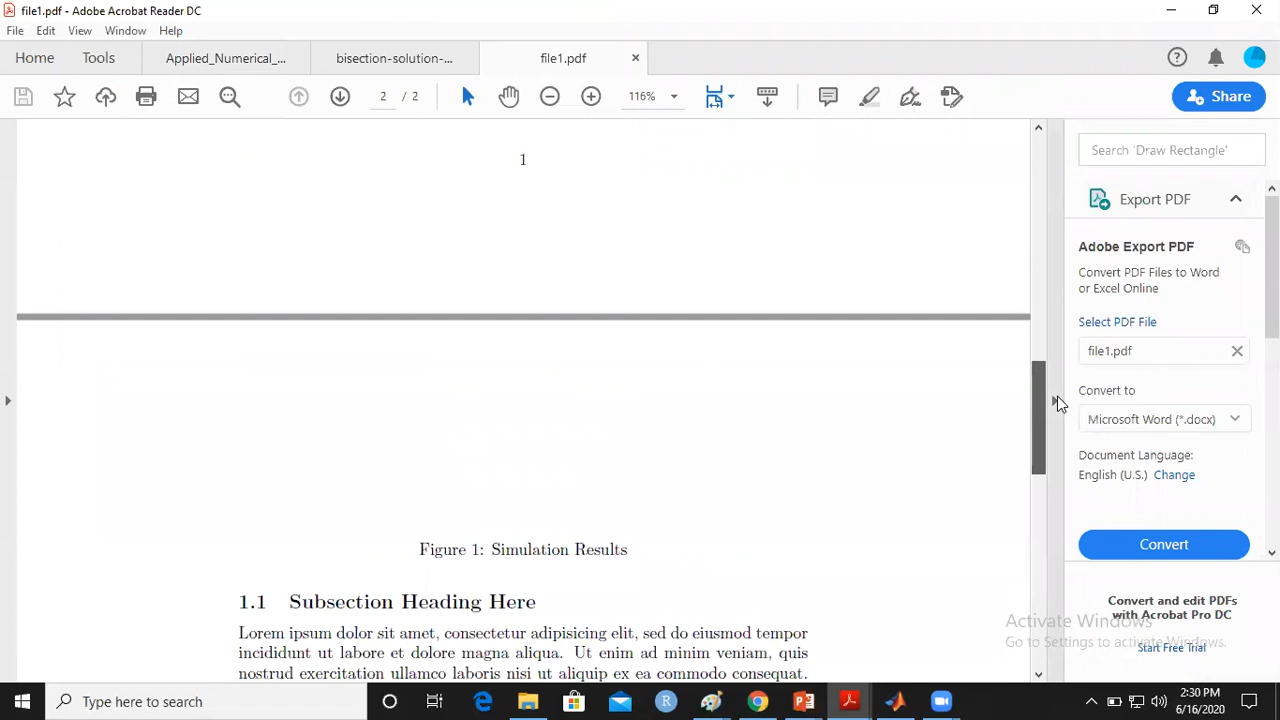 file1.pdf - Adobe Acrobat Reader DC
File Edit View Window Help
Home Tools Applied_Numerical_... bisection-solution-... file1.pdf
2 / 2 116% Share
1
Search 'Draw Rectangle'
Export PDF
Adobe Export PDF
Convert PDF Files to Word
or Excel Online
Select PDF File
file1.pdf
Convert to
Microsoft Word (*.docx)
Document Language:
English (U.S.) Change
Convert
Figure 1: Simulation Results
1.1 Subsection Heading Here
Lorem ipsum dolor sit amet, consectetur adipisicing elit, sed do eiusmod tempor
incididunt ut labore et dolore magna aliqua. Ut enim ad minim veniam, quis
nostrud exercitation ullamco laboris nisi ut aliquip ex ea commodo consequat.
Convert and edit PDFs
with Acrobat Pro DC
Start Free Trial
Activate Windows
Go to Settings to activate Windows.
Type here to search
2:30 PM
6/16/2020